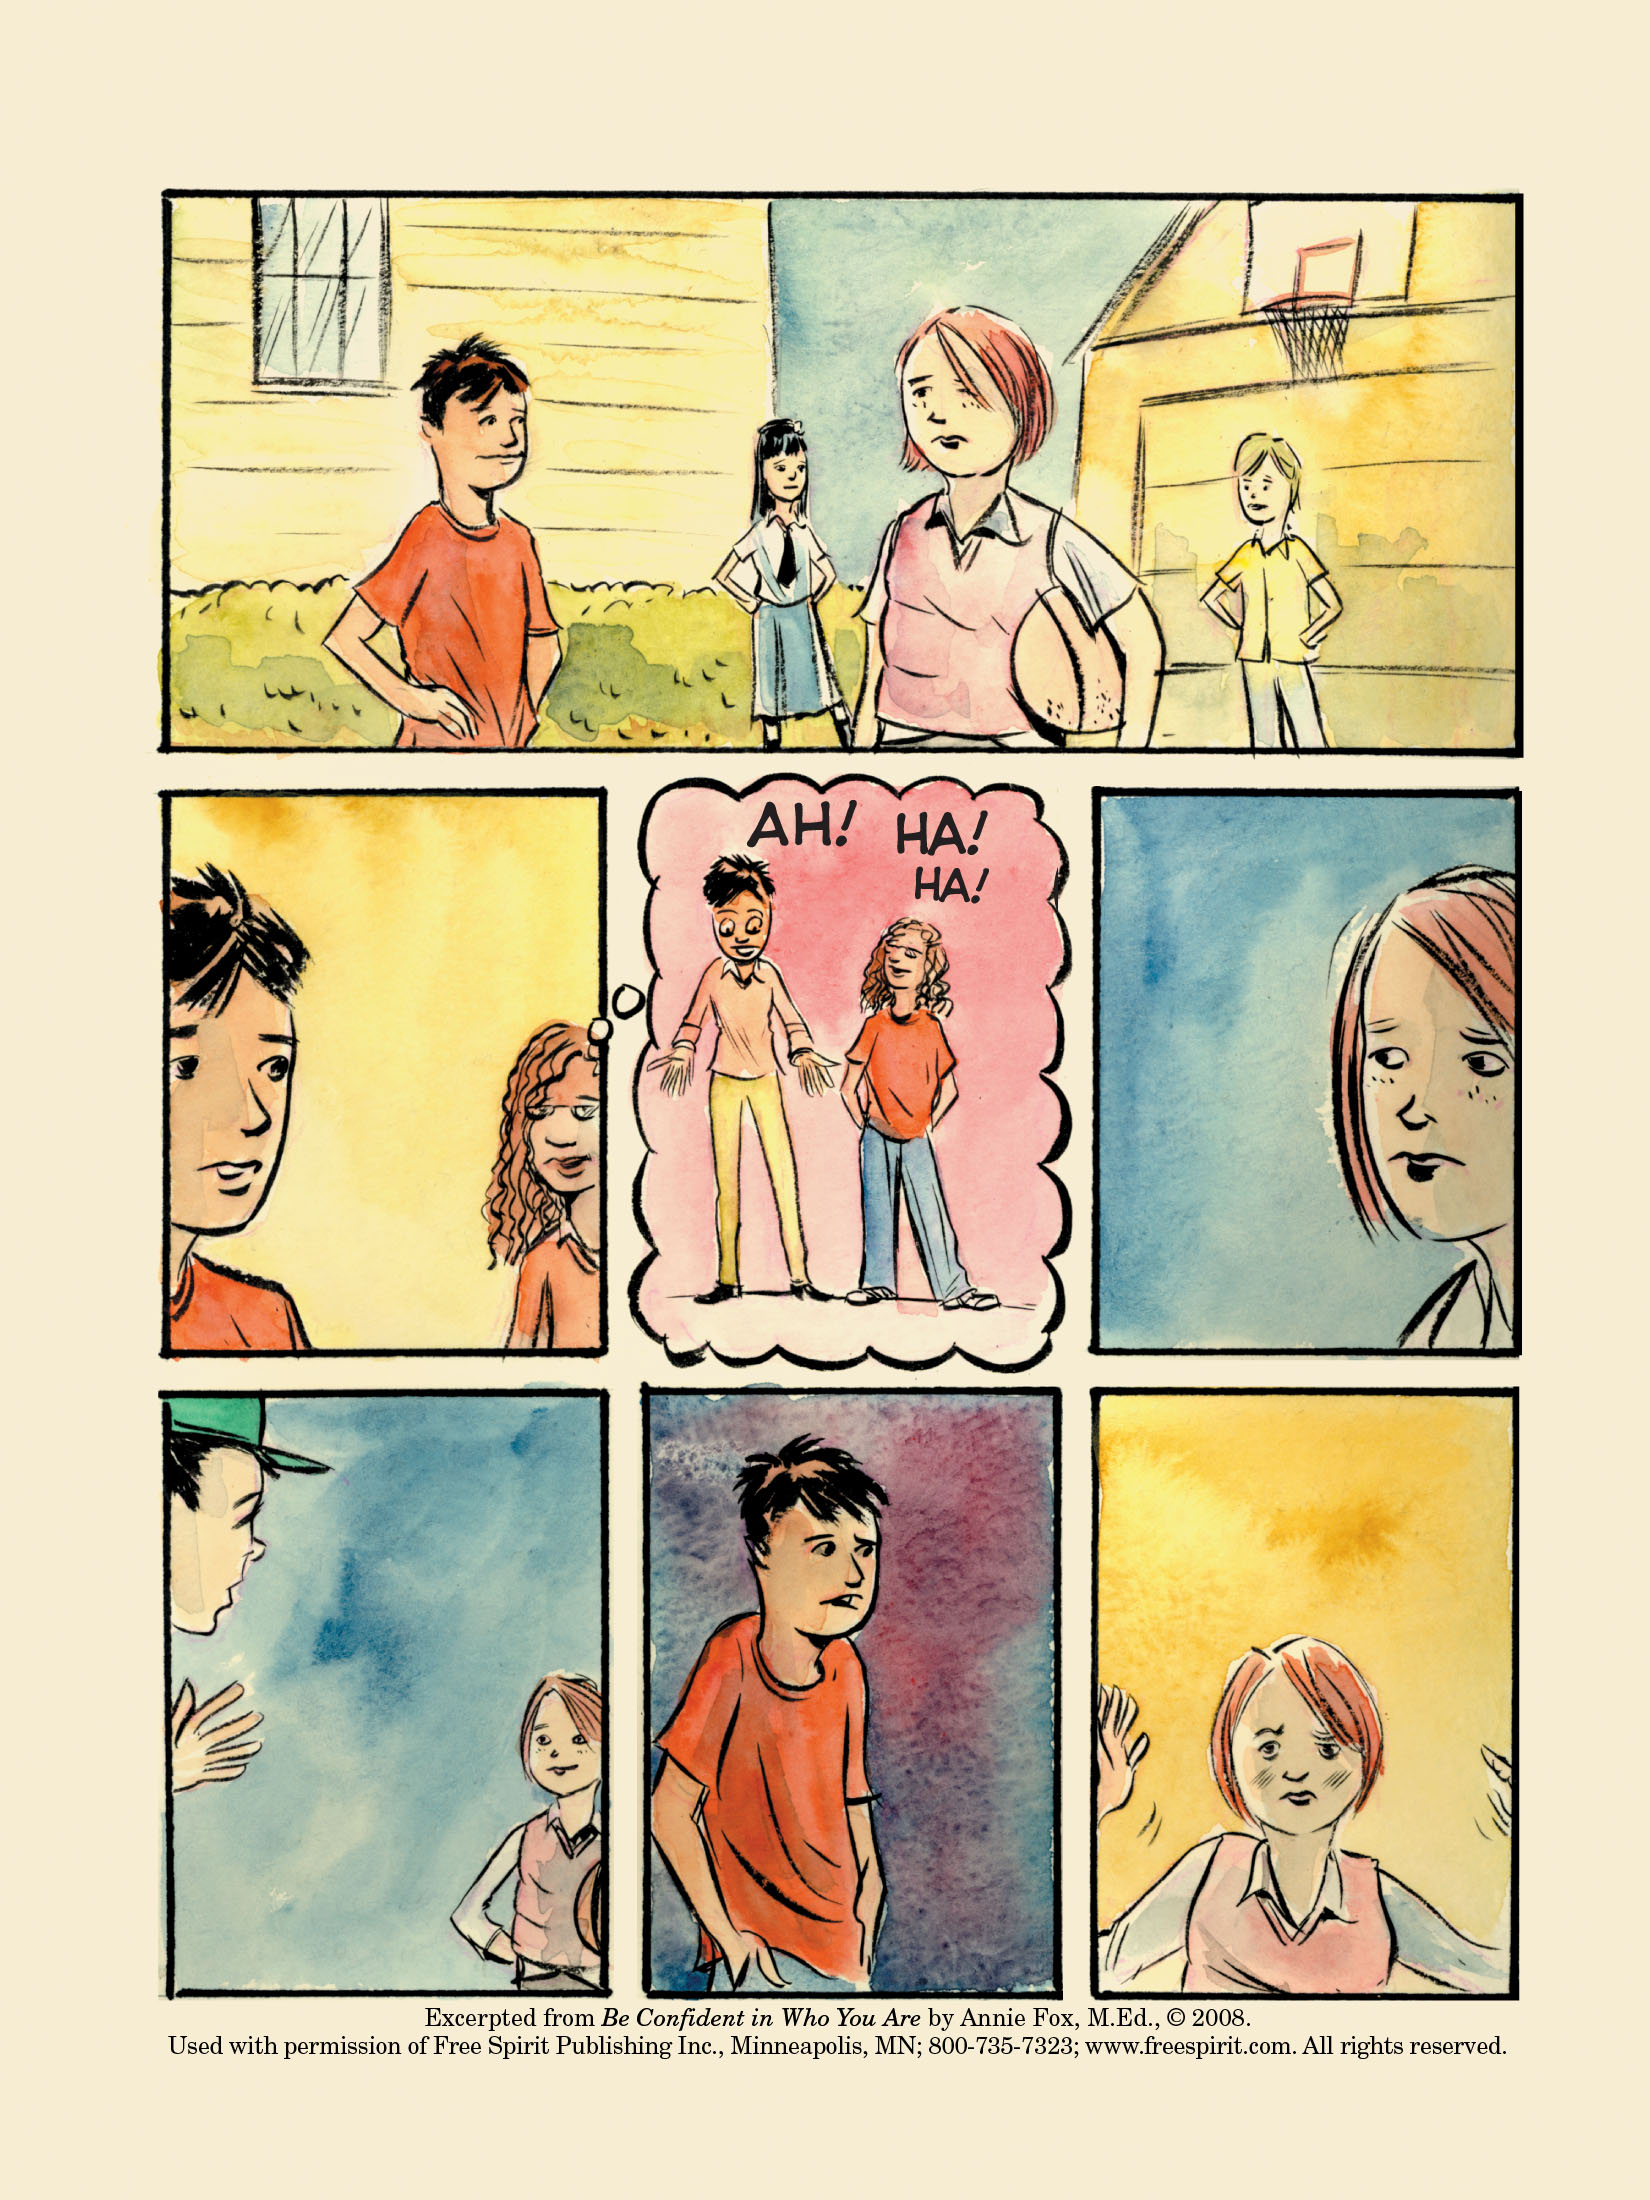 AH! HA!
HA!
Excerpted from Be Confident in Who You Are by Annie Fox, M.Ed., © 2008.
Used with permission of Free Spirit Publishing Inc., Minneapolis, MN; 800-735-7323; www.freespirit.com. All rights reserved.